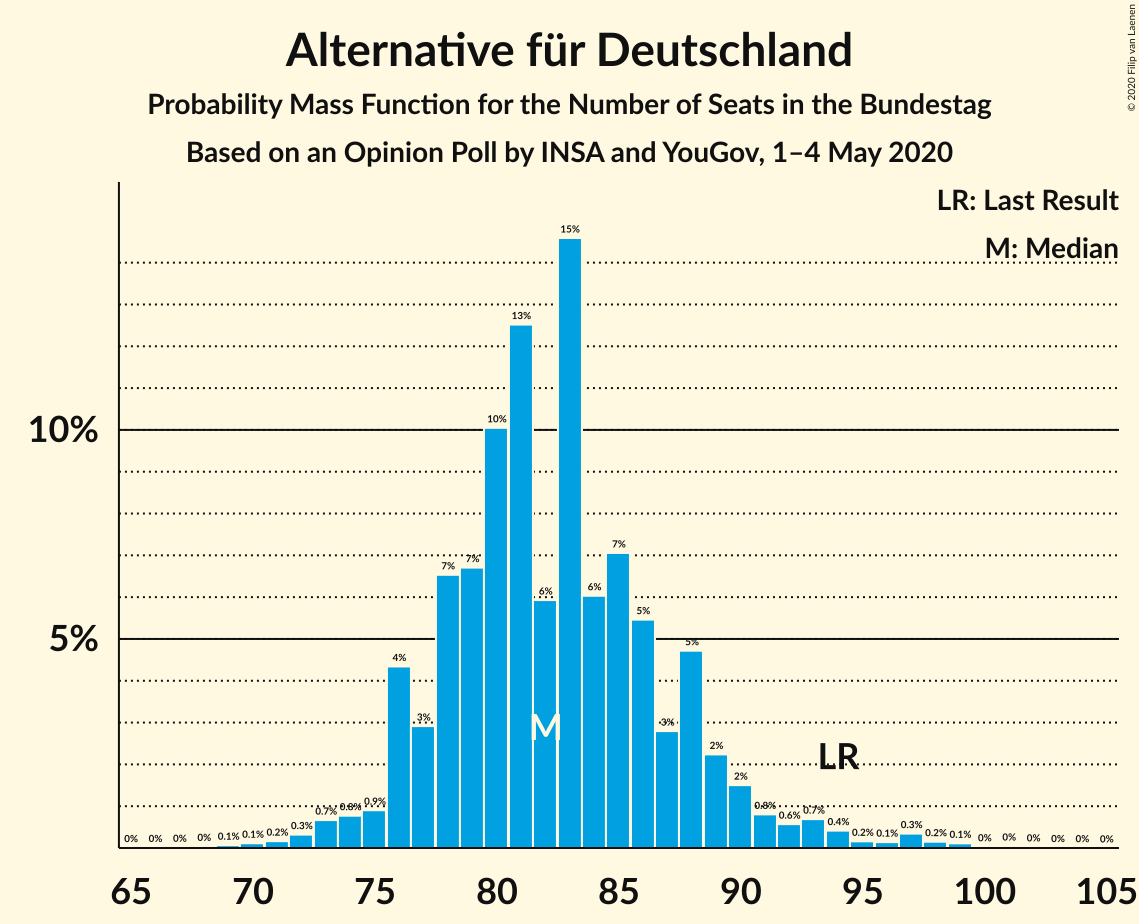 Alternative für Deutschland
Probability Mass Function for the Number of Seats in the Bundestag
Based on an Opinion Poll by INSA and YouGov, 1–4 May 2020
© 2020 Filip van Laenen
LR: Last Result
M: Median
10%
5%
0% 0% 0% 0% 0.1% 0.1% 0.2% 0.3% 0.7% 0.8% 0.9% 4% 3% 7% 7% 10% 13% 6% 15% 6% 7% 5% 3% 5% 2% 2% 0.8% 0.6% 0.7% 0.4% 0.2% 0.1% 0.3% 0.2% 0.1% 0% 0% 0% 0% 0% 0%
M
LR
65 70 75 80 85 90 95 100 105